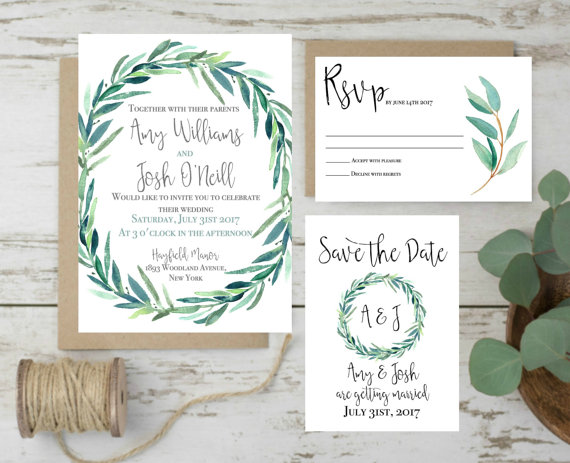 Together with their parents
Amy Williams
and
Josh O'Neill
Would like to invite you to celebrate
their wedding
Saturday, July 31st 2017
At 3 o'clock in the afternoon
Hayfield Manor
1893 Woodland Avenue,
New York
Rsvp
by june 14th 2017
Accept with pleasure
Decline with regrets
Save the Date
A & J
Amy & Josh
are getting married
July 31st, 2017